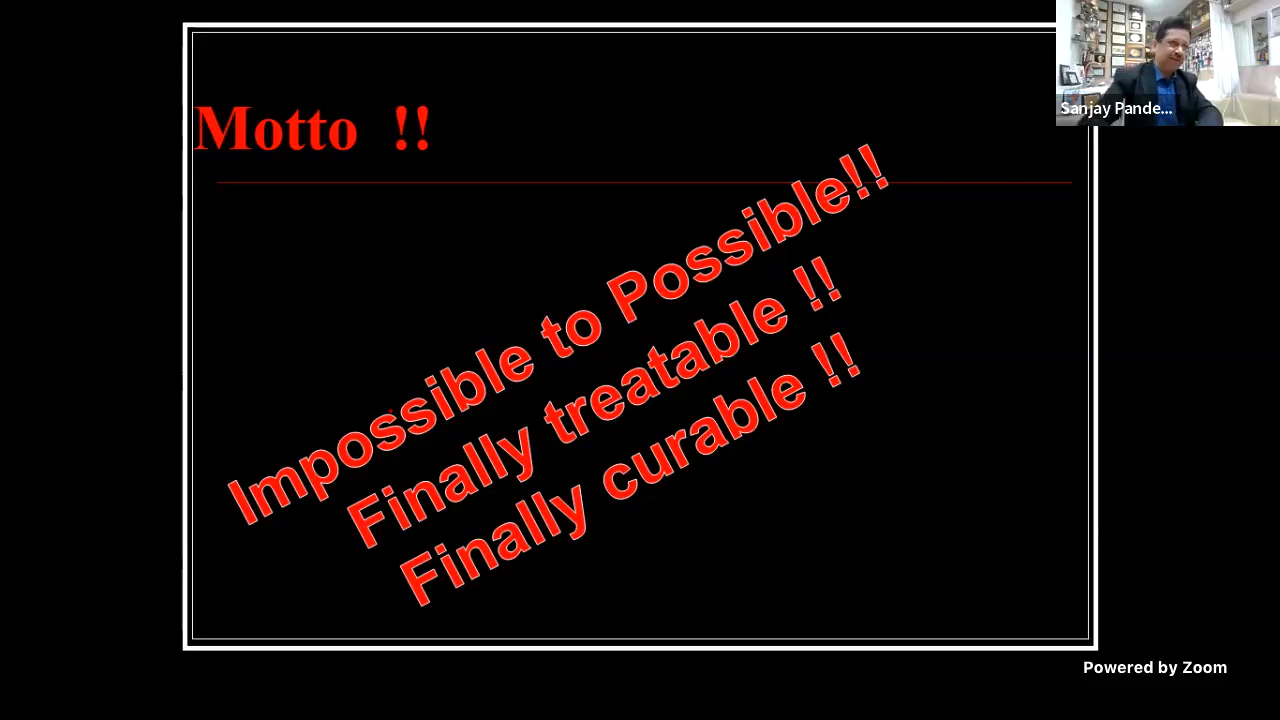 Sanjay Pande...
Motto !!
Impossible to Possible!!
Finally treatable !!
Finally curable !!
Powered by Zoom